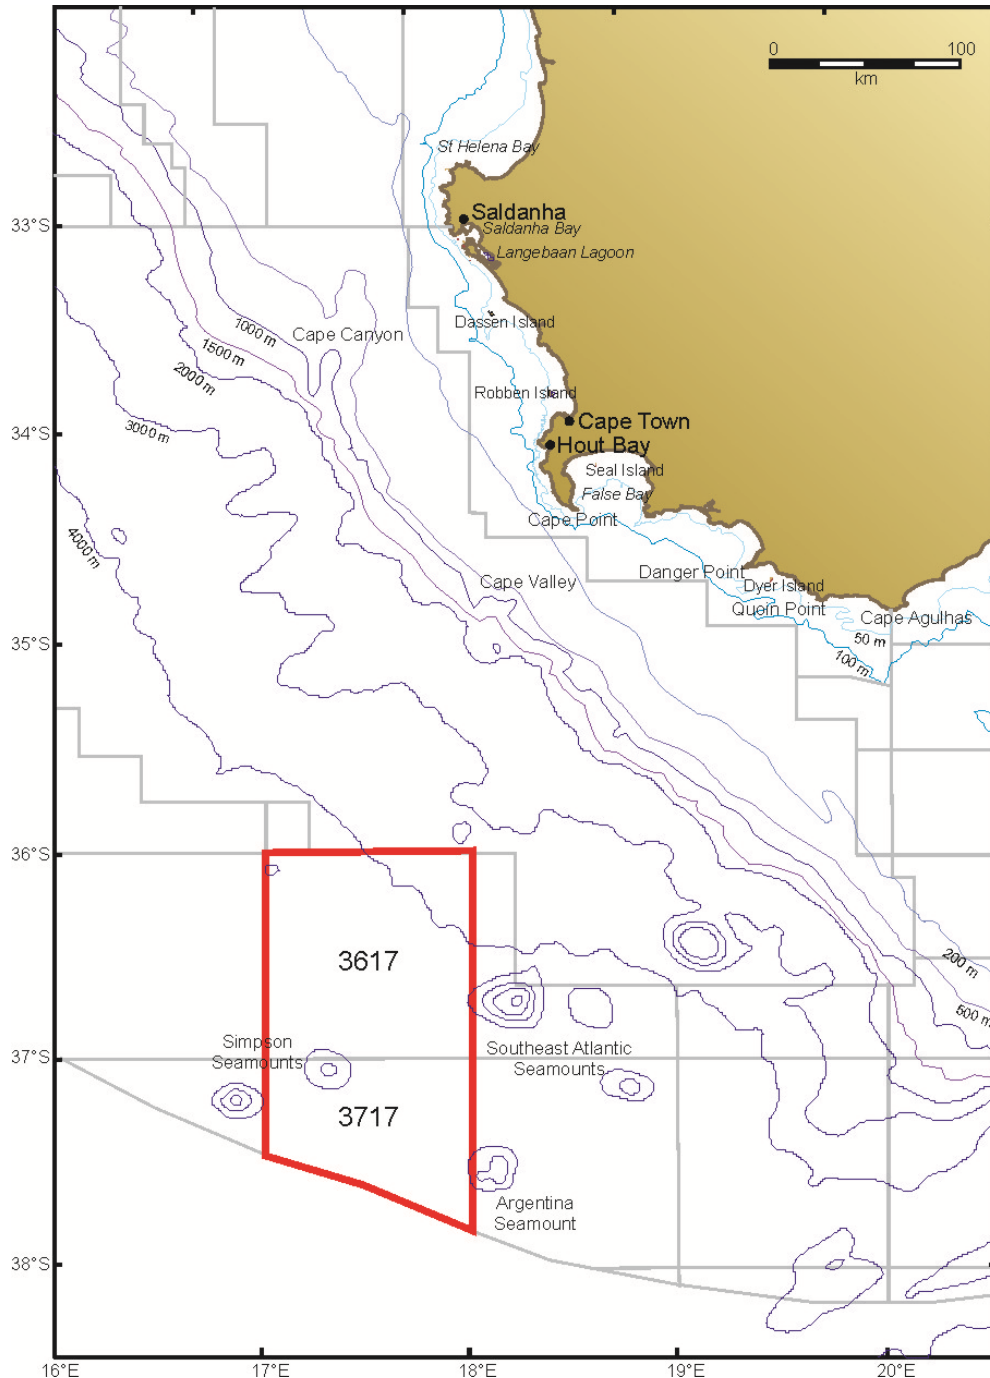 0 100
km
St Helena Bay
Saldanha
Saldanha Bay
Langebaan Lagoon
33°S
Dassen Island
1000 m
Cape Canyon
1500 m
2000 m
Robben Island
3000 m
Cape Town
34°S
Hout Bay
Seal Island
False Bay
Cape Point
4000 m
Cape Valley
Danger Point
Dyer Island
Quoin Point
Cape Agulhas
50 m
35°S
100 m
36°S
3617
200 m
500 m
Simpson
Seamounts
Southeast Atlantic
Seamounts
37°S
3717
Argentina
Seamount
38°S
16°E 17°E 18°E 19°E 20°E